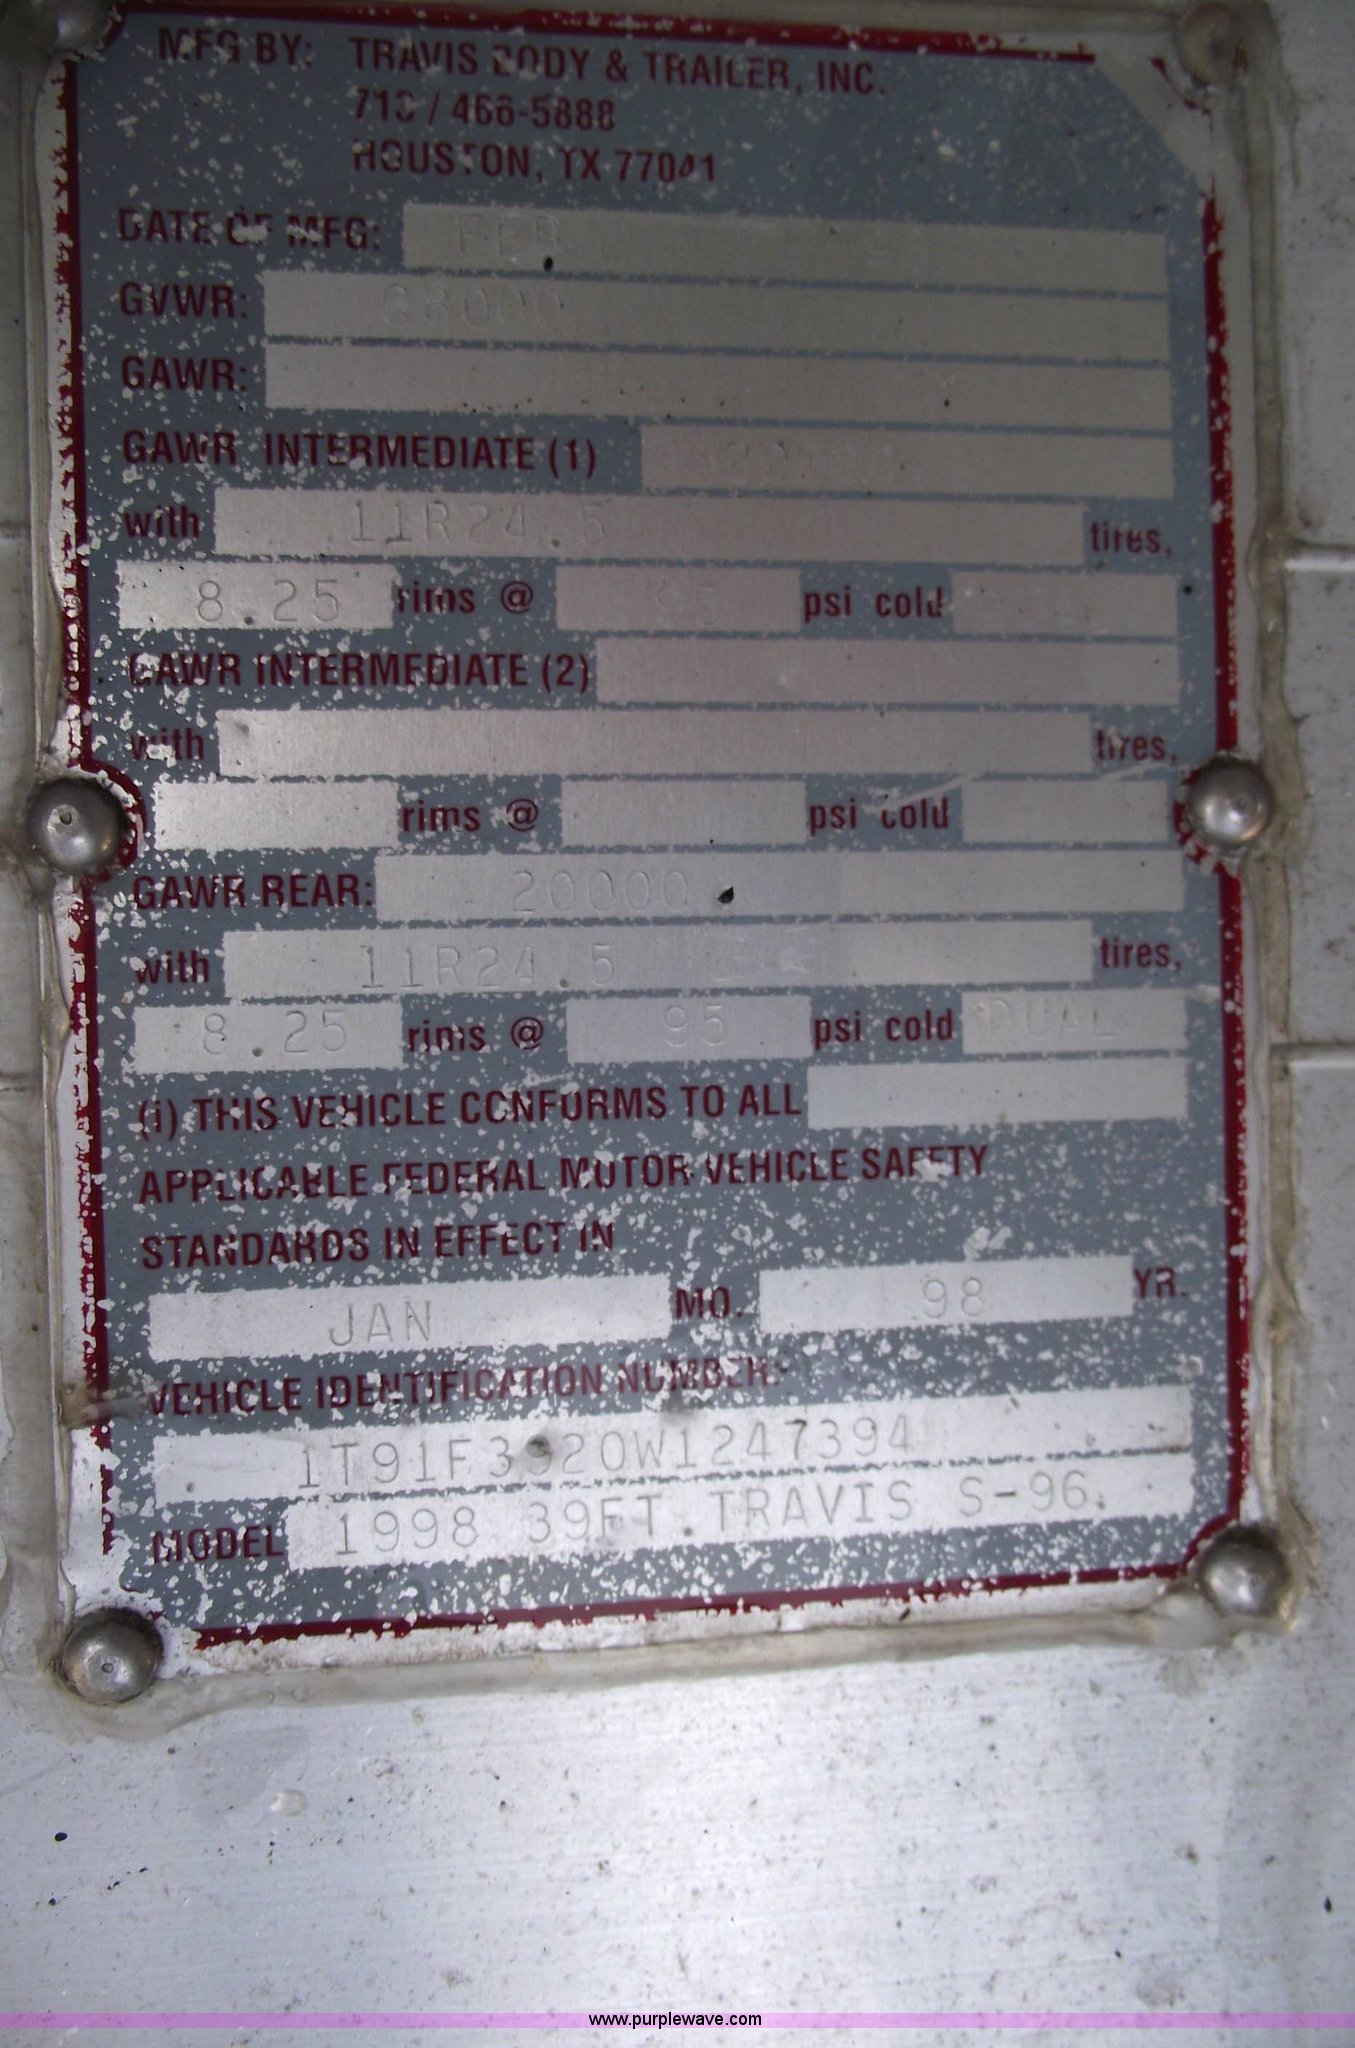 MFG BY: TRAVIS BODY & TRAILER, INC.
713 / 466-5888
HOUSTON, TX 77041
DATE OF MFG: FEB
GVWR: 68000
GAWR:
GAWR INTERMEDIATE (1) 20000
with 11R24.5 tires,
8.25 rims @ 95 psi cold DUAL
GAWR INTERMEDIATE (2)
with tires,
rims @ psi cold
GAWR REAR: 20000
with 11R24.5 tires,
8.25 rims @ 95 psi cold DUAL
(i) THIS VEHICLE CONFORMS TO ALL
APPLICABLE FEDERAL MOTOR VEHICLE SAFETY
STANDARDS IN EFFECT IN
JAN MO. 98 YR.
VEHICLE IDENTIFICATION NUMBER:
1T91F3920W1247394
MODEL 1998 39FT.TRAVIS S-96.
www.purplewave.com